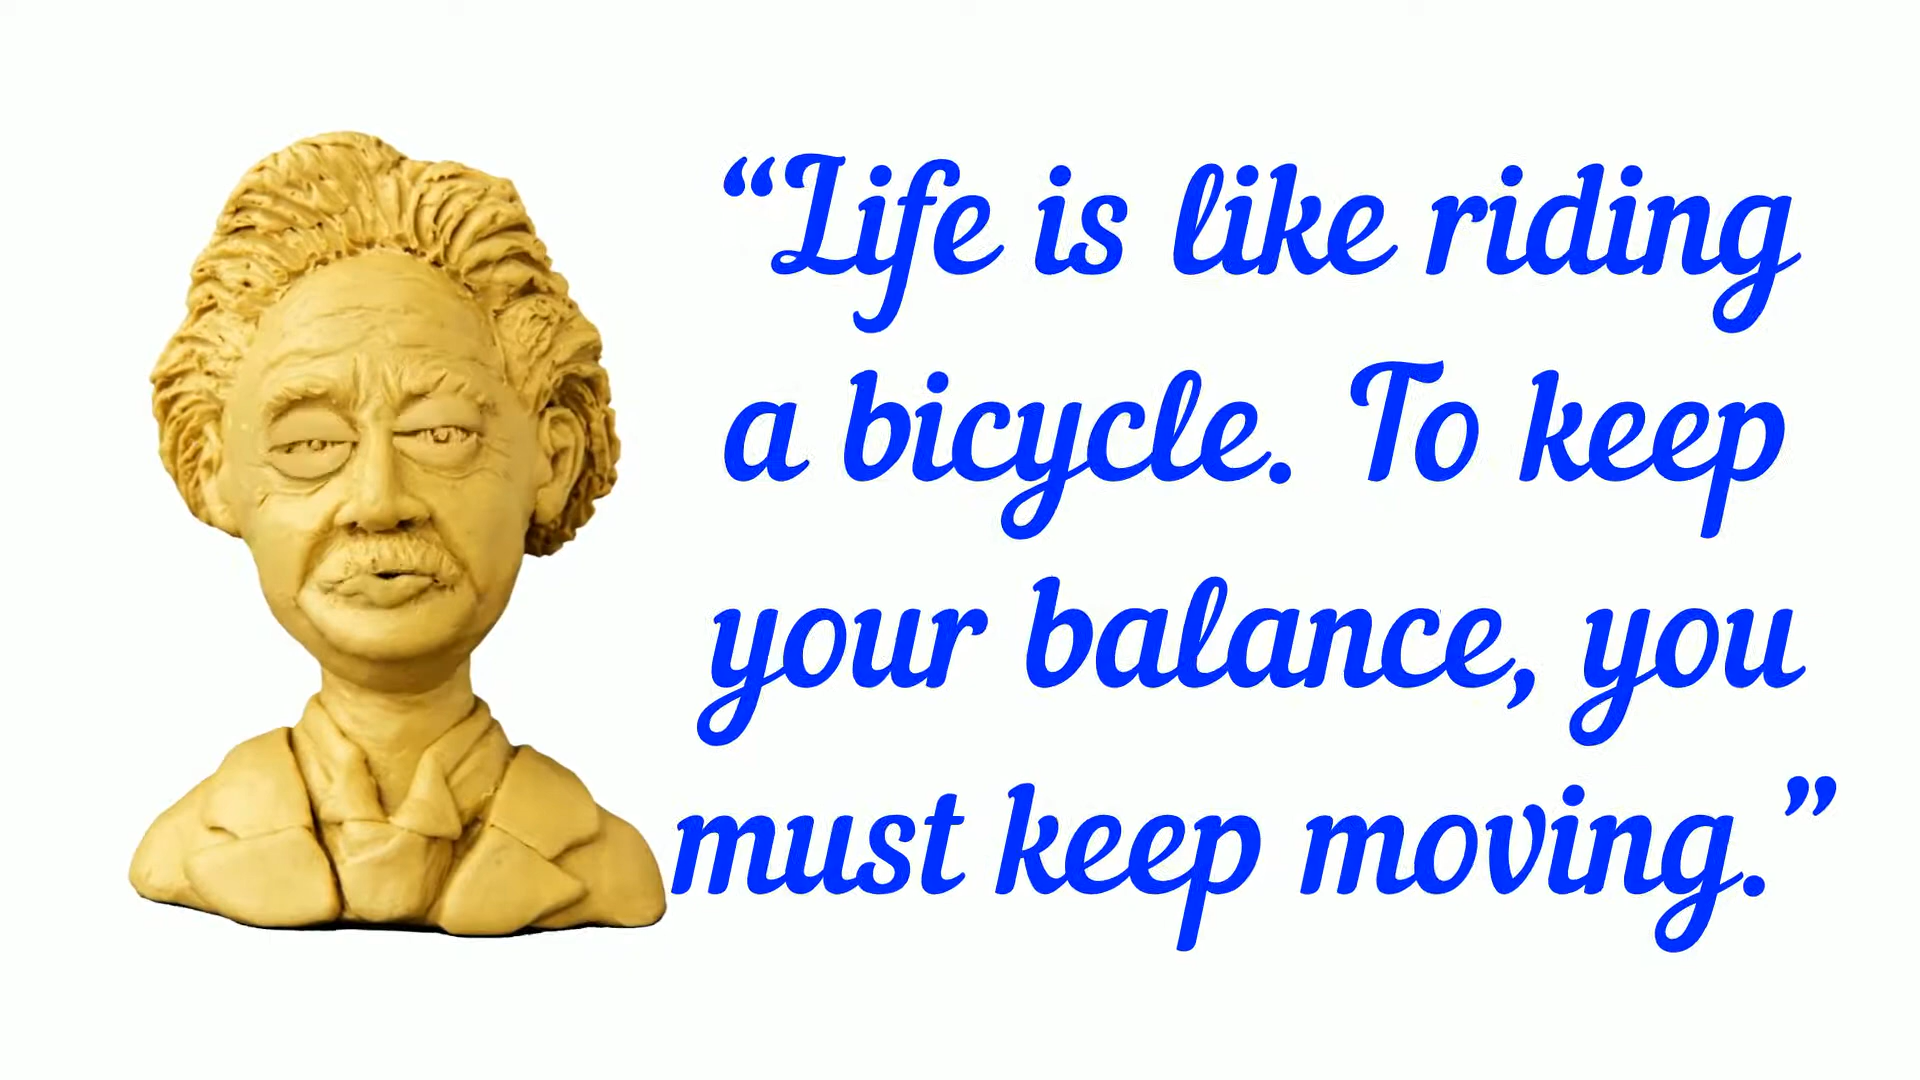 “Life is like riding
a bicycle. To keep
your balance, you
must keep moving.”